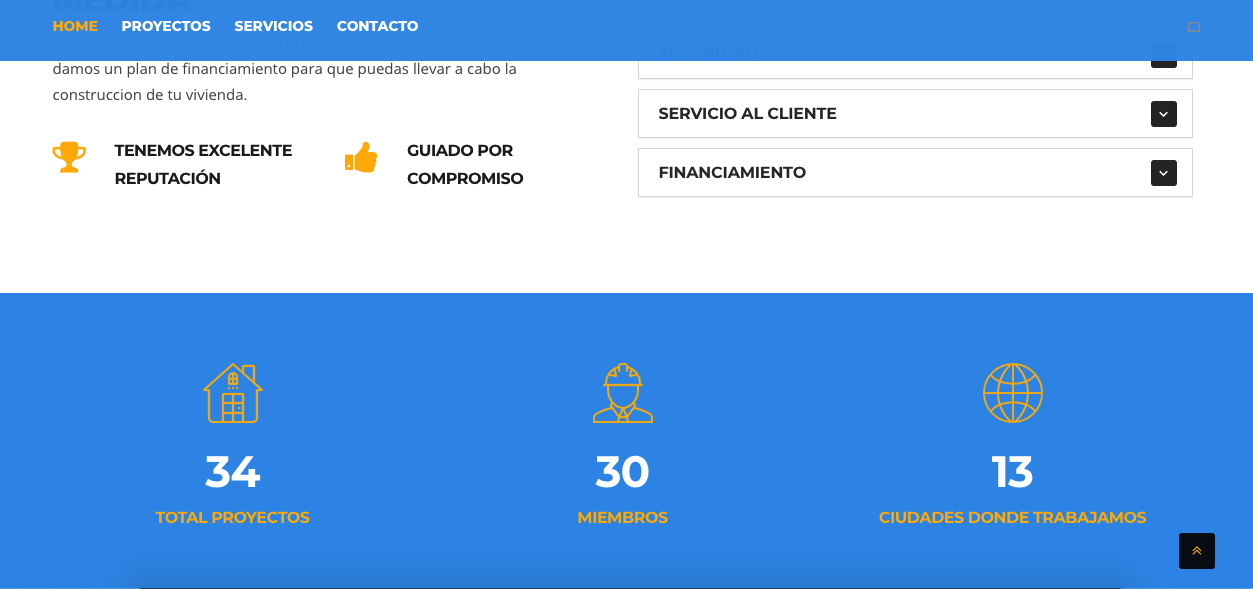 HOME PROYECTOS SERVICIOS CONTACTO
MEDIDA
damos un plan de financiamiento para que puedas llevar a cabo la
construccion de tu vivienda.
TENEMOS EXCELENTE
REPUTACIÓN
GUIADO POR
COMPROMISO
SEGURIDAD
SERVICIO AL CLIENTE
FINANCIAMIENTO
34
TOTAL PROYECTOS
30
MIEMBROS
13
CIUDADES DONDE TRABAJAMOS